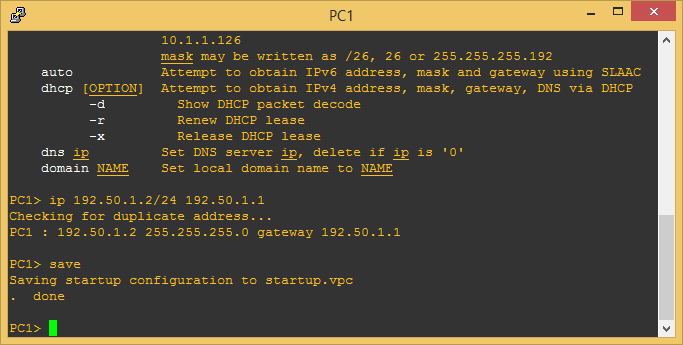 PC1
10.1.1.126
mask may be written as /26, 26 or 255.255.255.192
auto Attempt to obtain IPv6 address, mask and gateway using SLAAC
dhcp [OPTION] Attempt to obtain IPv4 address, mask, gateway, DNS via DHCP
-d Show DHCP packet decode
-r Renew DHCP lease
-x Release DHCP lease
dns ip Set DNS server ip, delete if ip is '0'
domain NAME Set local domain name to NAME
PC1> ip 192.50.1.2/24 192.50.1.1
Checking for duplicate address...
PC1 : 192.50.1.2 255.255.255.0 gateway 192.50.1.1
PC1> save
Saving startup configuration to startup.vpc
. done
PC1>